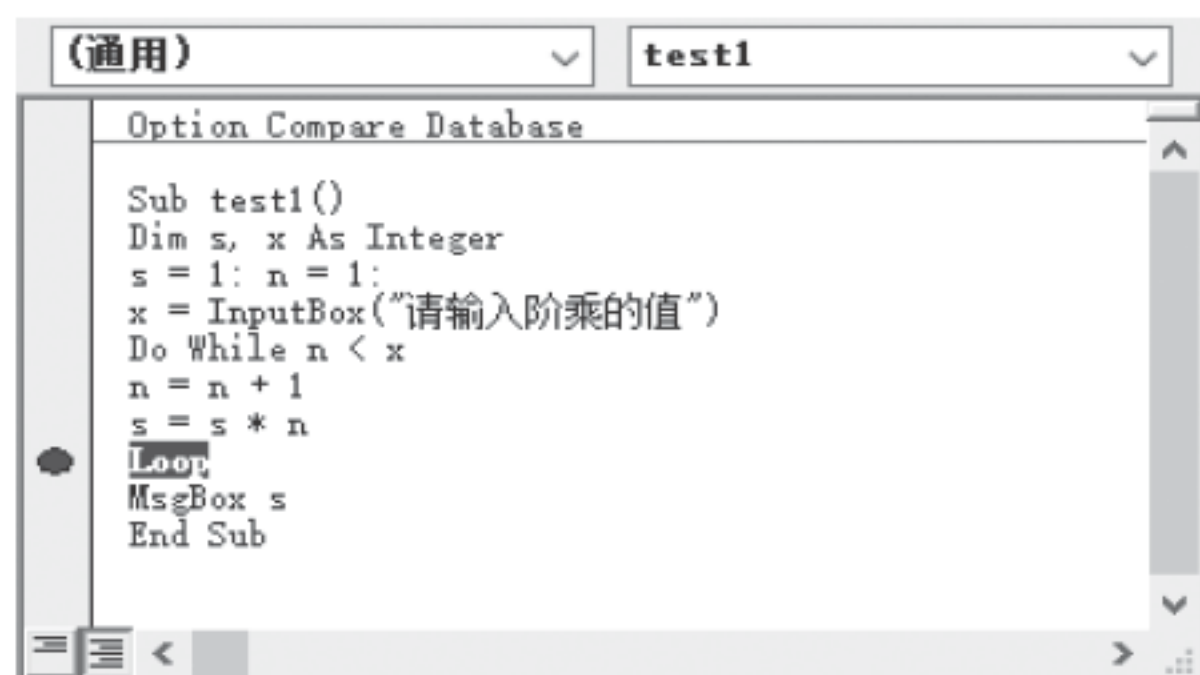 (通用)
test1
Option Compare Database
Sub test1()
Dim s, x As Integer
s = 1: n = 1:
x = InputBox("请输入阶乘的值")
Do While n < x
n = n + 1
s = s * n
Loop
MsgBox s
End Sub